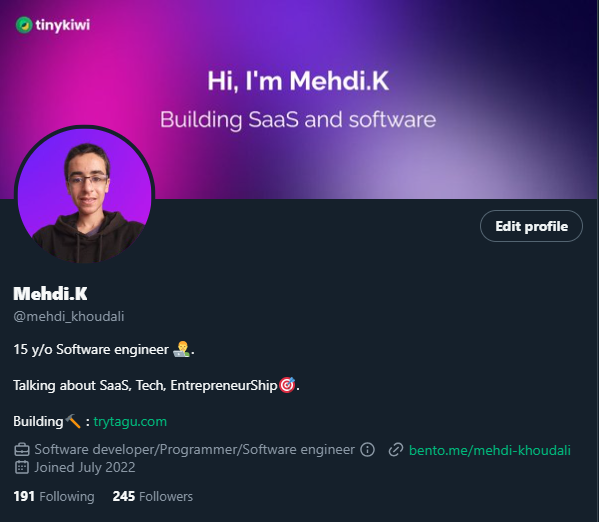 tinykiwi
Hi, I'm Mehdi.K
Building SaaS and software
Edit profile
Mehdi.K
@mehdi_khoudali
15 y/o Software engineer 👨‍💻.
Talking about SaaS, Tech, EntrepreneurShip🎯.
Building🔨 : trytagu.com
Software developer/Programmer/Software engineer bento.me/mehdi-khoudali
Joined July 2022
191 Following 245 Followers